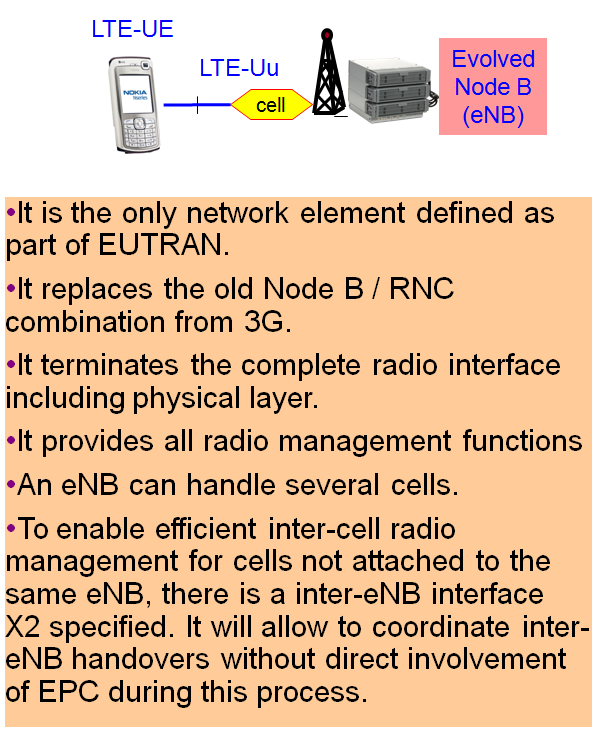 LTE-UE
LTE-Uu
NOKIA
cell
Evolved
Node B
(eNB)
•It is the only network element defined as
part of EUTRAN.
•It replaces the old Node B / RNC
combination from 3G.
•It terminates the complete radio interface
including physical layer.
•It provides all radio management functions
•An eNB can handle several cells.
•To enable efficient inter-cell radio
management for cells not attached to the
same eNB, there is a inter-eNB interface
X2 specified. It will allow to coordinate inter-
eNB handovers without direct involvement
of EPC during this process.